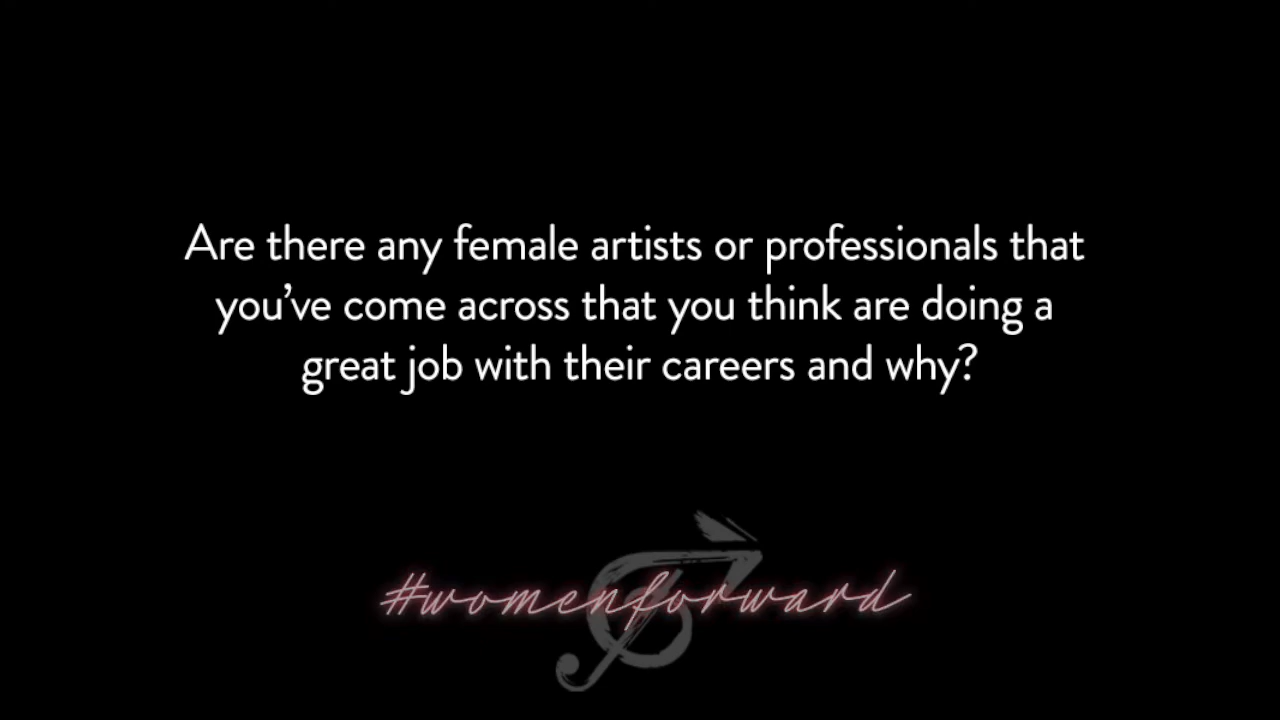 Are there any female artists or professionals that
you’ve come across that you think are doing a
great job with their careers and why?
#womenforward